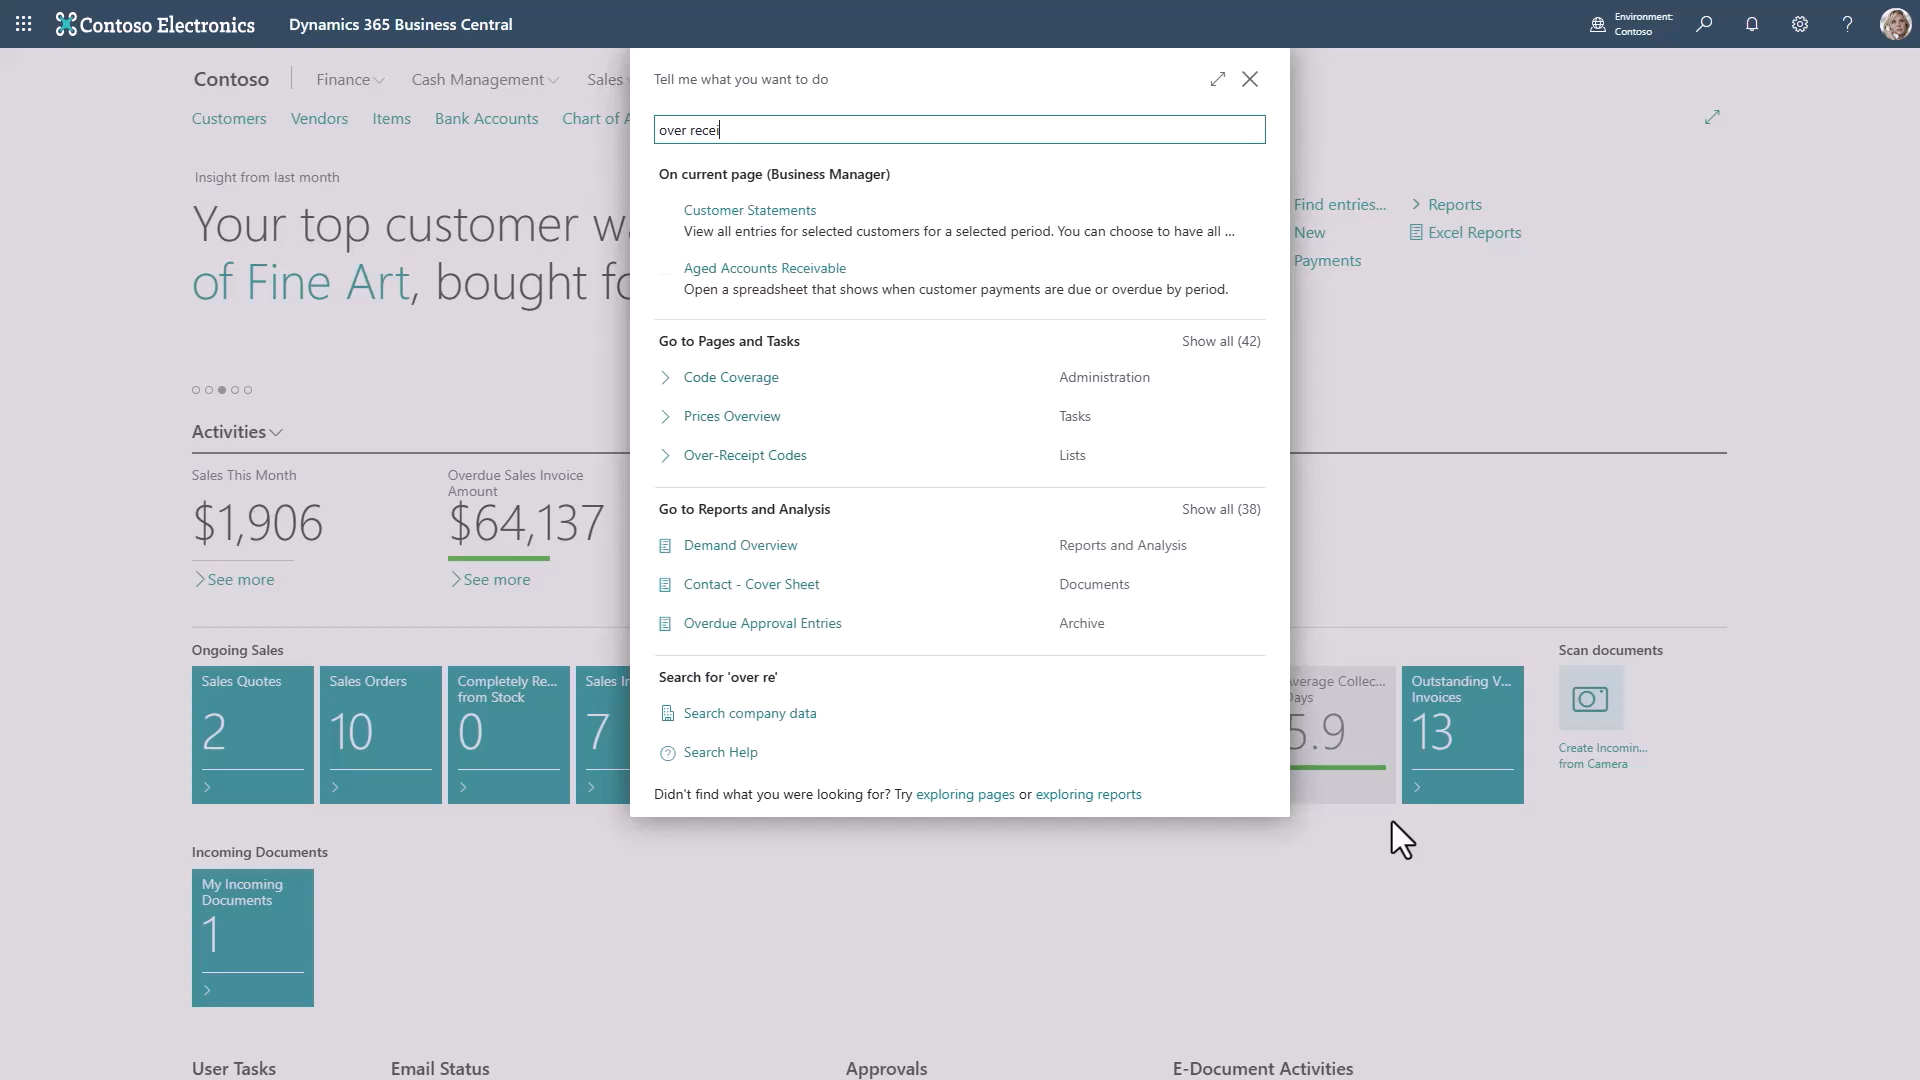 Contoso Electronics
Dynamics 365 Business Central
Environment:
Contoso
Contoso
Finance
Cash Management
Sales
Customers
Vendors
Items
Bank Accounts
Chart of A
Insight from last month
Your top customer wa
of Fine Art, bought fo
Tell me what you want to do
over recei
On current page (Business Manager)
Customer Statements
View all entries for selected customers for a selected period. You can choose to have all ...
Aged Accounts Receivable
Open a spreadsheet that shows when customer payments are due or overdue by period.
Go to Pages and Tasks
Show all (42)
Code Coverage
Administration
Prices Overview
Tasks
Over-Receipt Codes
Lists
Go to Reports and Analysis
Show all (38)
Demand Overview
Reports and Analysis
Contact - Cover Sheet
Documents
Overdue Approval Entries
Archive
Search for 'over re'
Search company data
Search Help
Didn't find what you were looking for? Try exploring pages or exploring reports
Find entries...
New
Payments
Reports
Excel Reports
Activities
Sales This Month
$1,906
See more
Overdue Sales Invoice
Amount
$64,137
See more
Ongoing Sales
Sales Quotes
2
Sales Orders
10
Completely Re...
from Stock
0
Sales In
7
verage Collec...
Days
5.9
Outstanding V...
Invoices
13
Scan documents
Create Incomin...
from Camera
Incoming Documents
My Incoming
Documents
1
User Tasks
Email Status
Approvals
E-Document Activities